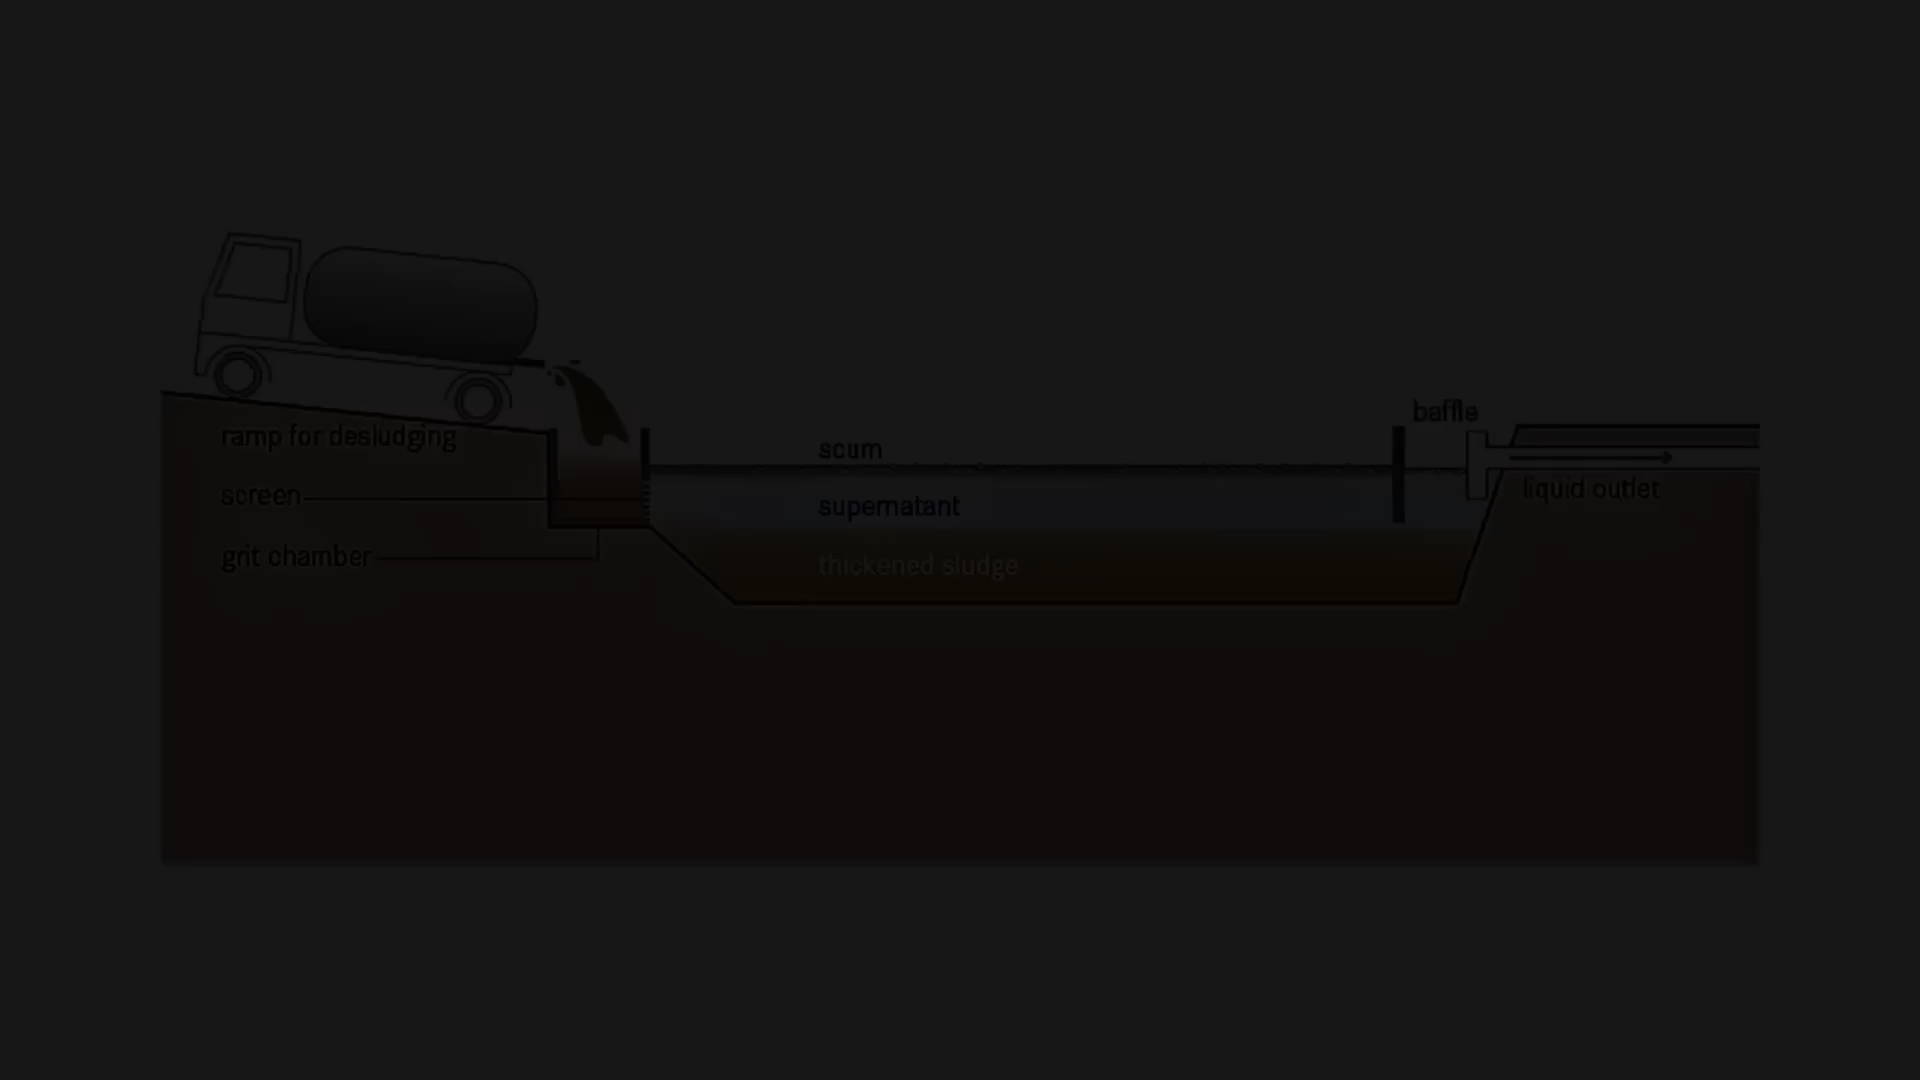 baffle
ramp for desludging
scum
liquid outlet
screen
supernatant
grit chamber
thickened sludge